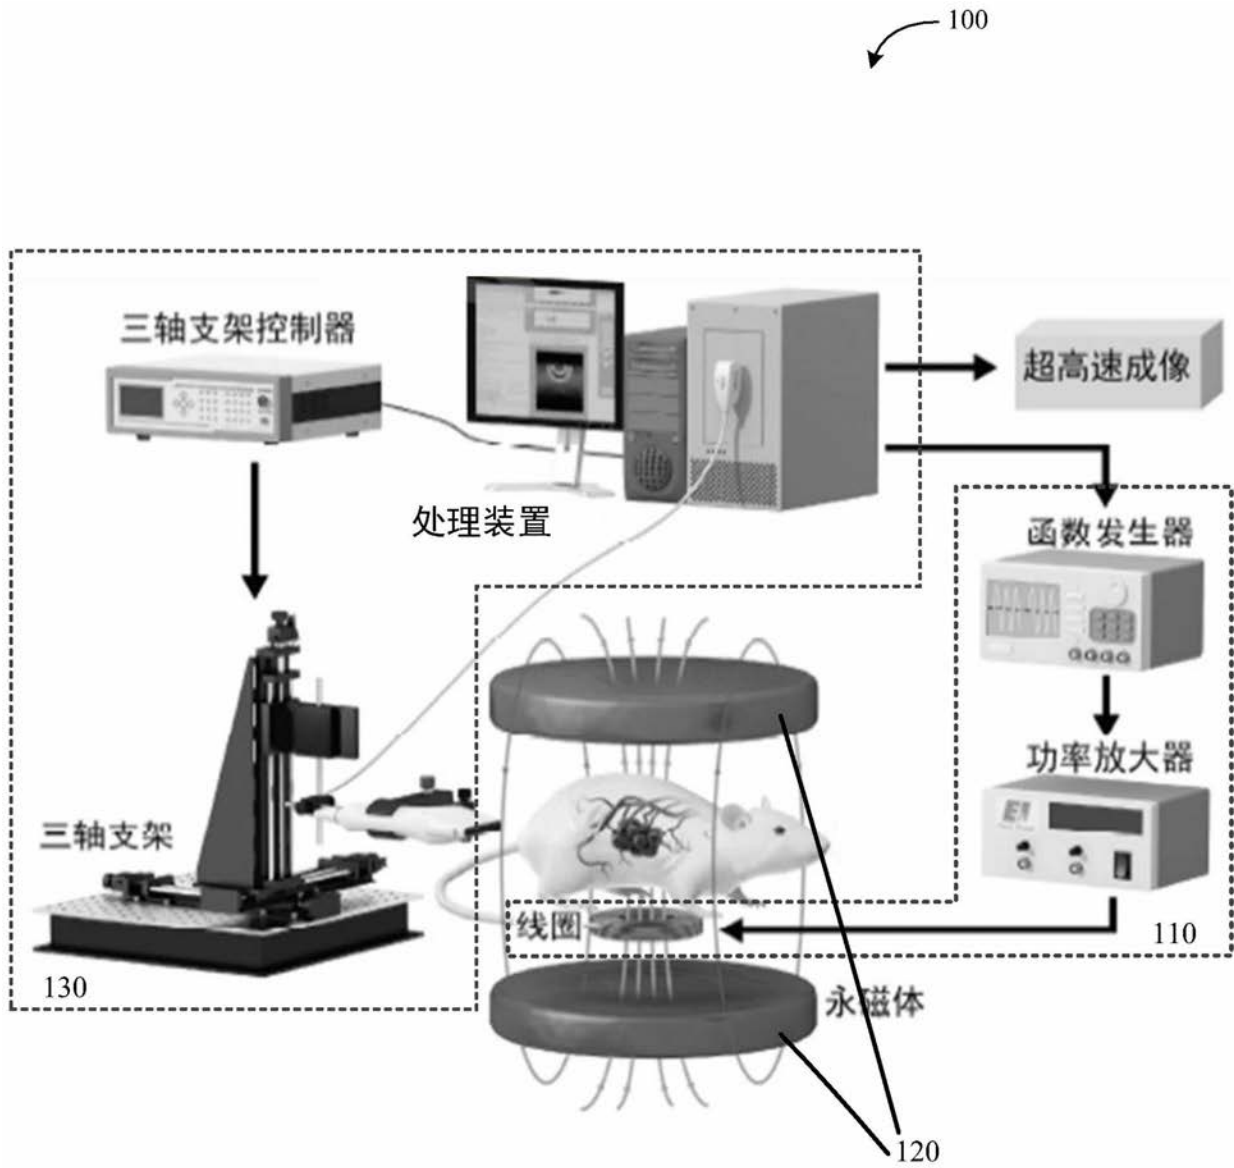 100
三轴支架控制器
超高速成像
处理装置
函数发生器
功率放大器
三轴支架
线圈
110
130
永磁体
120